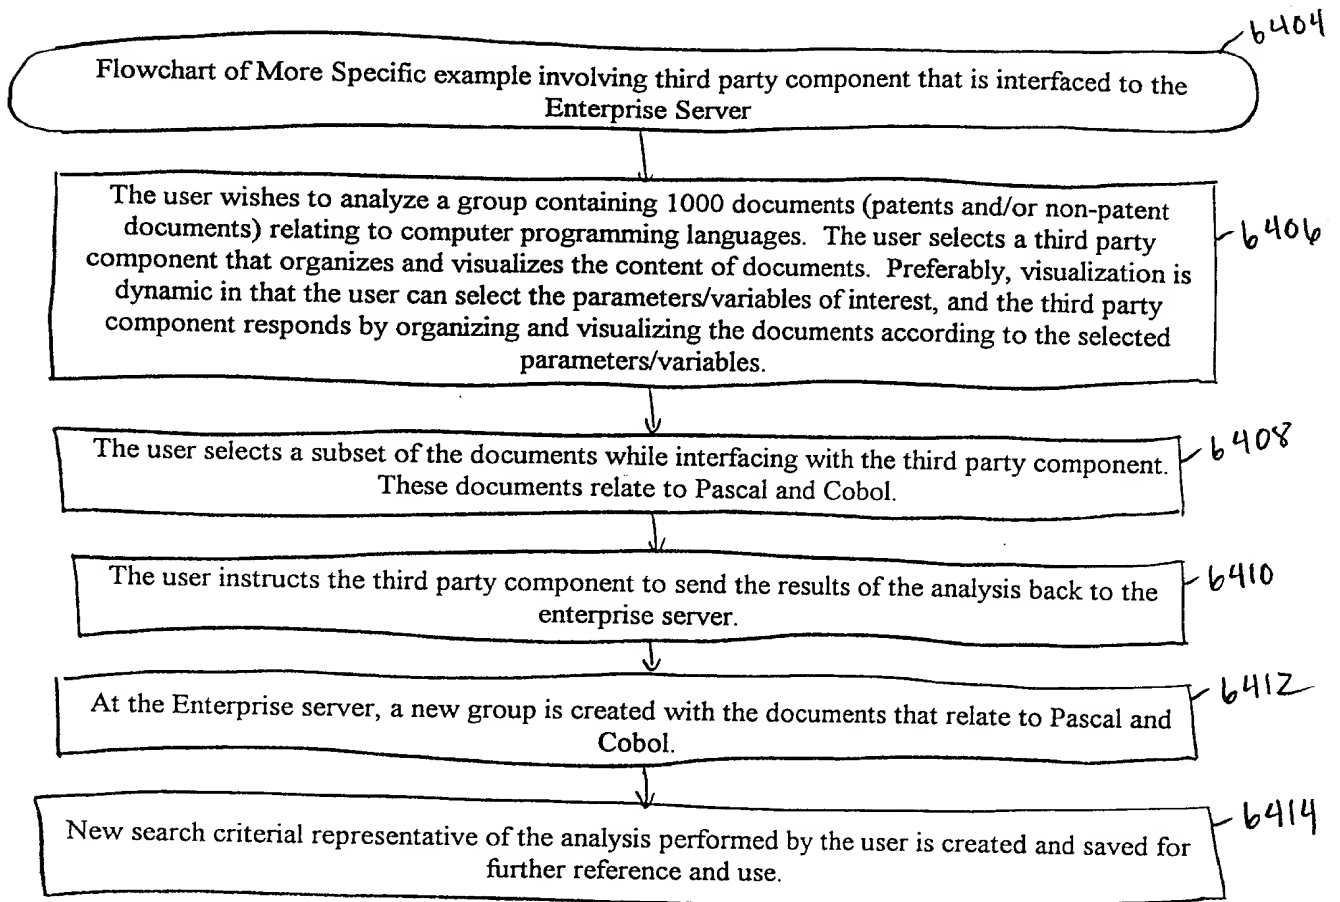 6404
Flowchart of More Specific example involving third party component that is interfaced to the
Enterprise Server
The user wishes to analyze a group containing 1000 documents (patents and/or non-patent
documents) relating to computer programming languages. The user selects a third party
component that organizes and visualizes the content of documents. Preferably, visualization is
dynamic in that the user can select the parameters/variables of interest, and the third party
component responds by organizing and visualizing the documents according to the selected
parameters/variables.
6406
The user selects a subset of the documents while interfacing with the third party component.
These documents relate to Pascal and Cobol.
6408
The user instructs the third party component to send the results of the analysis back to the
enterprise server.
6410
At the Enterprise server, a new group is created with the documents that relate to Pascal and
Cobol.
6412
New search criterial representative of the analysis performed by the user is created and saved for
further reference and use.
6414